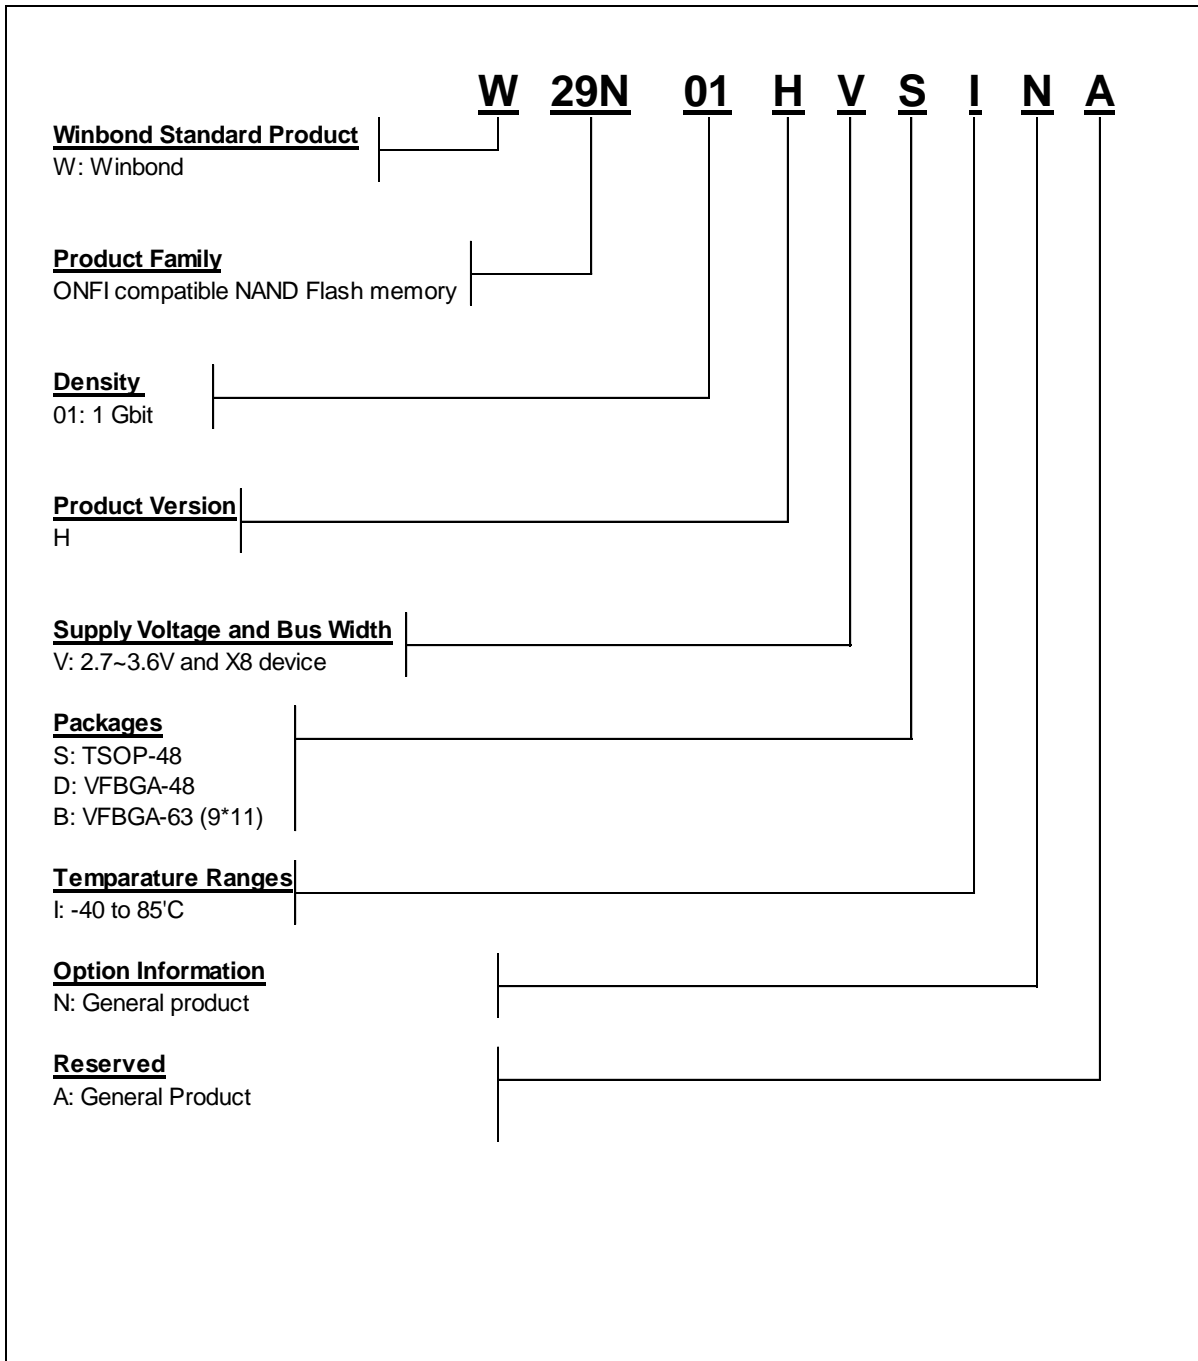 W 29N 01 H V S I N A
Winbond Standard Product
W: Winbond
Product Family
ONFI compatible NAND Flash memory
Density
01: 1 Gbit
Product Version
H
Supply Voltage and Bus Width
V: 2.7~3.6V and X8 device
Packages
S: TSOP-48
D: VFBGA-48
B: VFBGA-63 (9*11)
Temparature Ranges
I: -40 to 85'C
Option Information
N: General product
Reserved
A: General Product